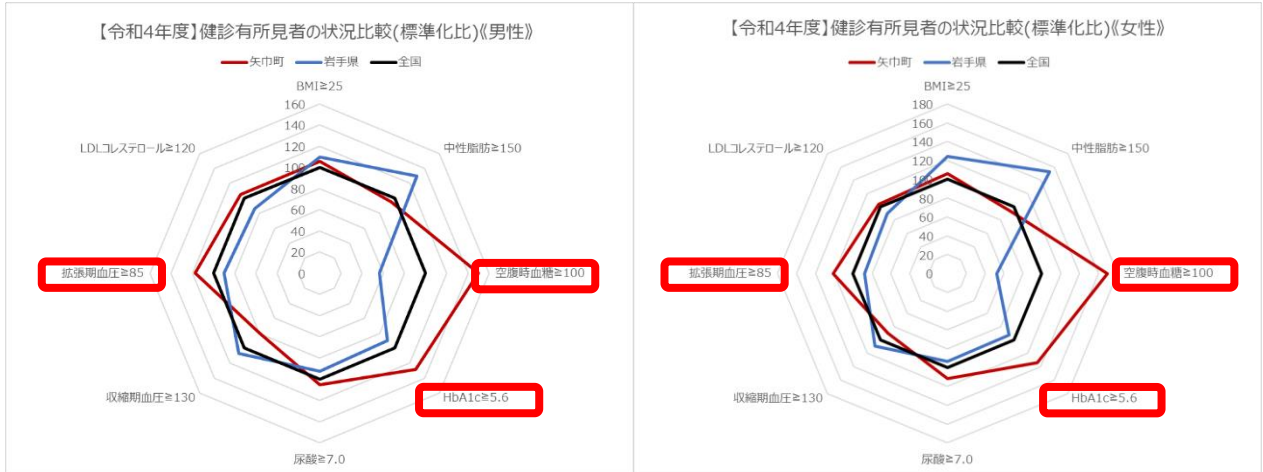 【令和4年度】健診有所見者の状況比較(標準化比)《男性》
矢巾町 岩手県 全国
BMI≧25
160
140
120
100
80
60
40
20
0
LDLコレステロール≧120
中性脂肪≧150
拡張期血圧≧85
空腹時血糖≧100
収縮期血圧≧130
HbA1c≧5.6
尿酸≧7.0
【令和4年度】健診有所見者の状況比較(標準化比)《女性》
矢巾町 岩手県 全国
BMI≧25
180
160
140
120
100
80
60
40
20
0
LDLコレステロール≧120
中性脂肪≧150
拡張期血圧≧85
空腹時血糖≧100
収縮期血圧≧130
HbA1c≧5.6
尿酸≧7.0